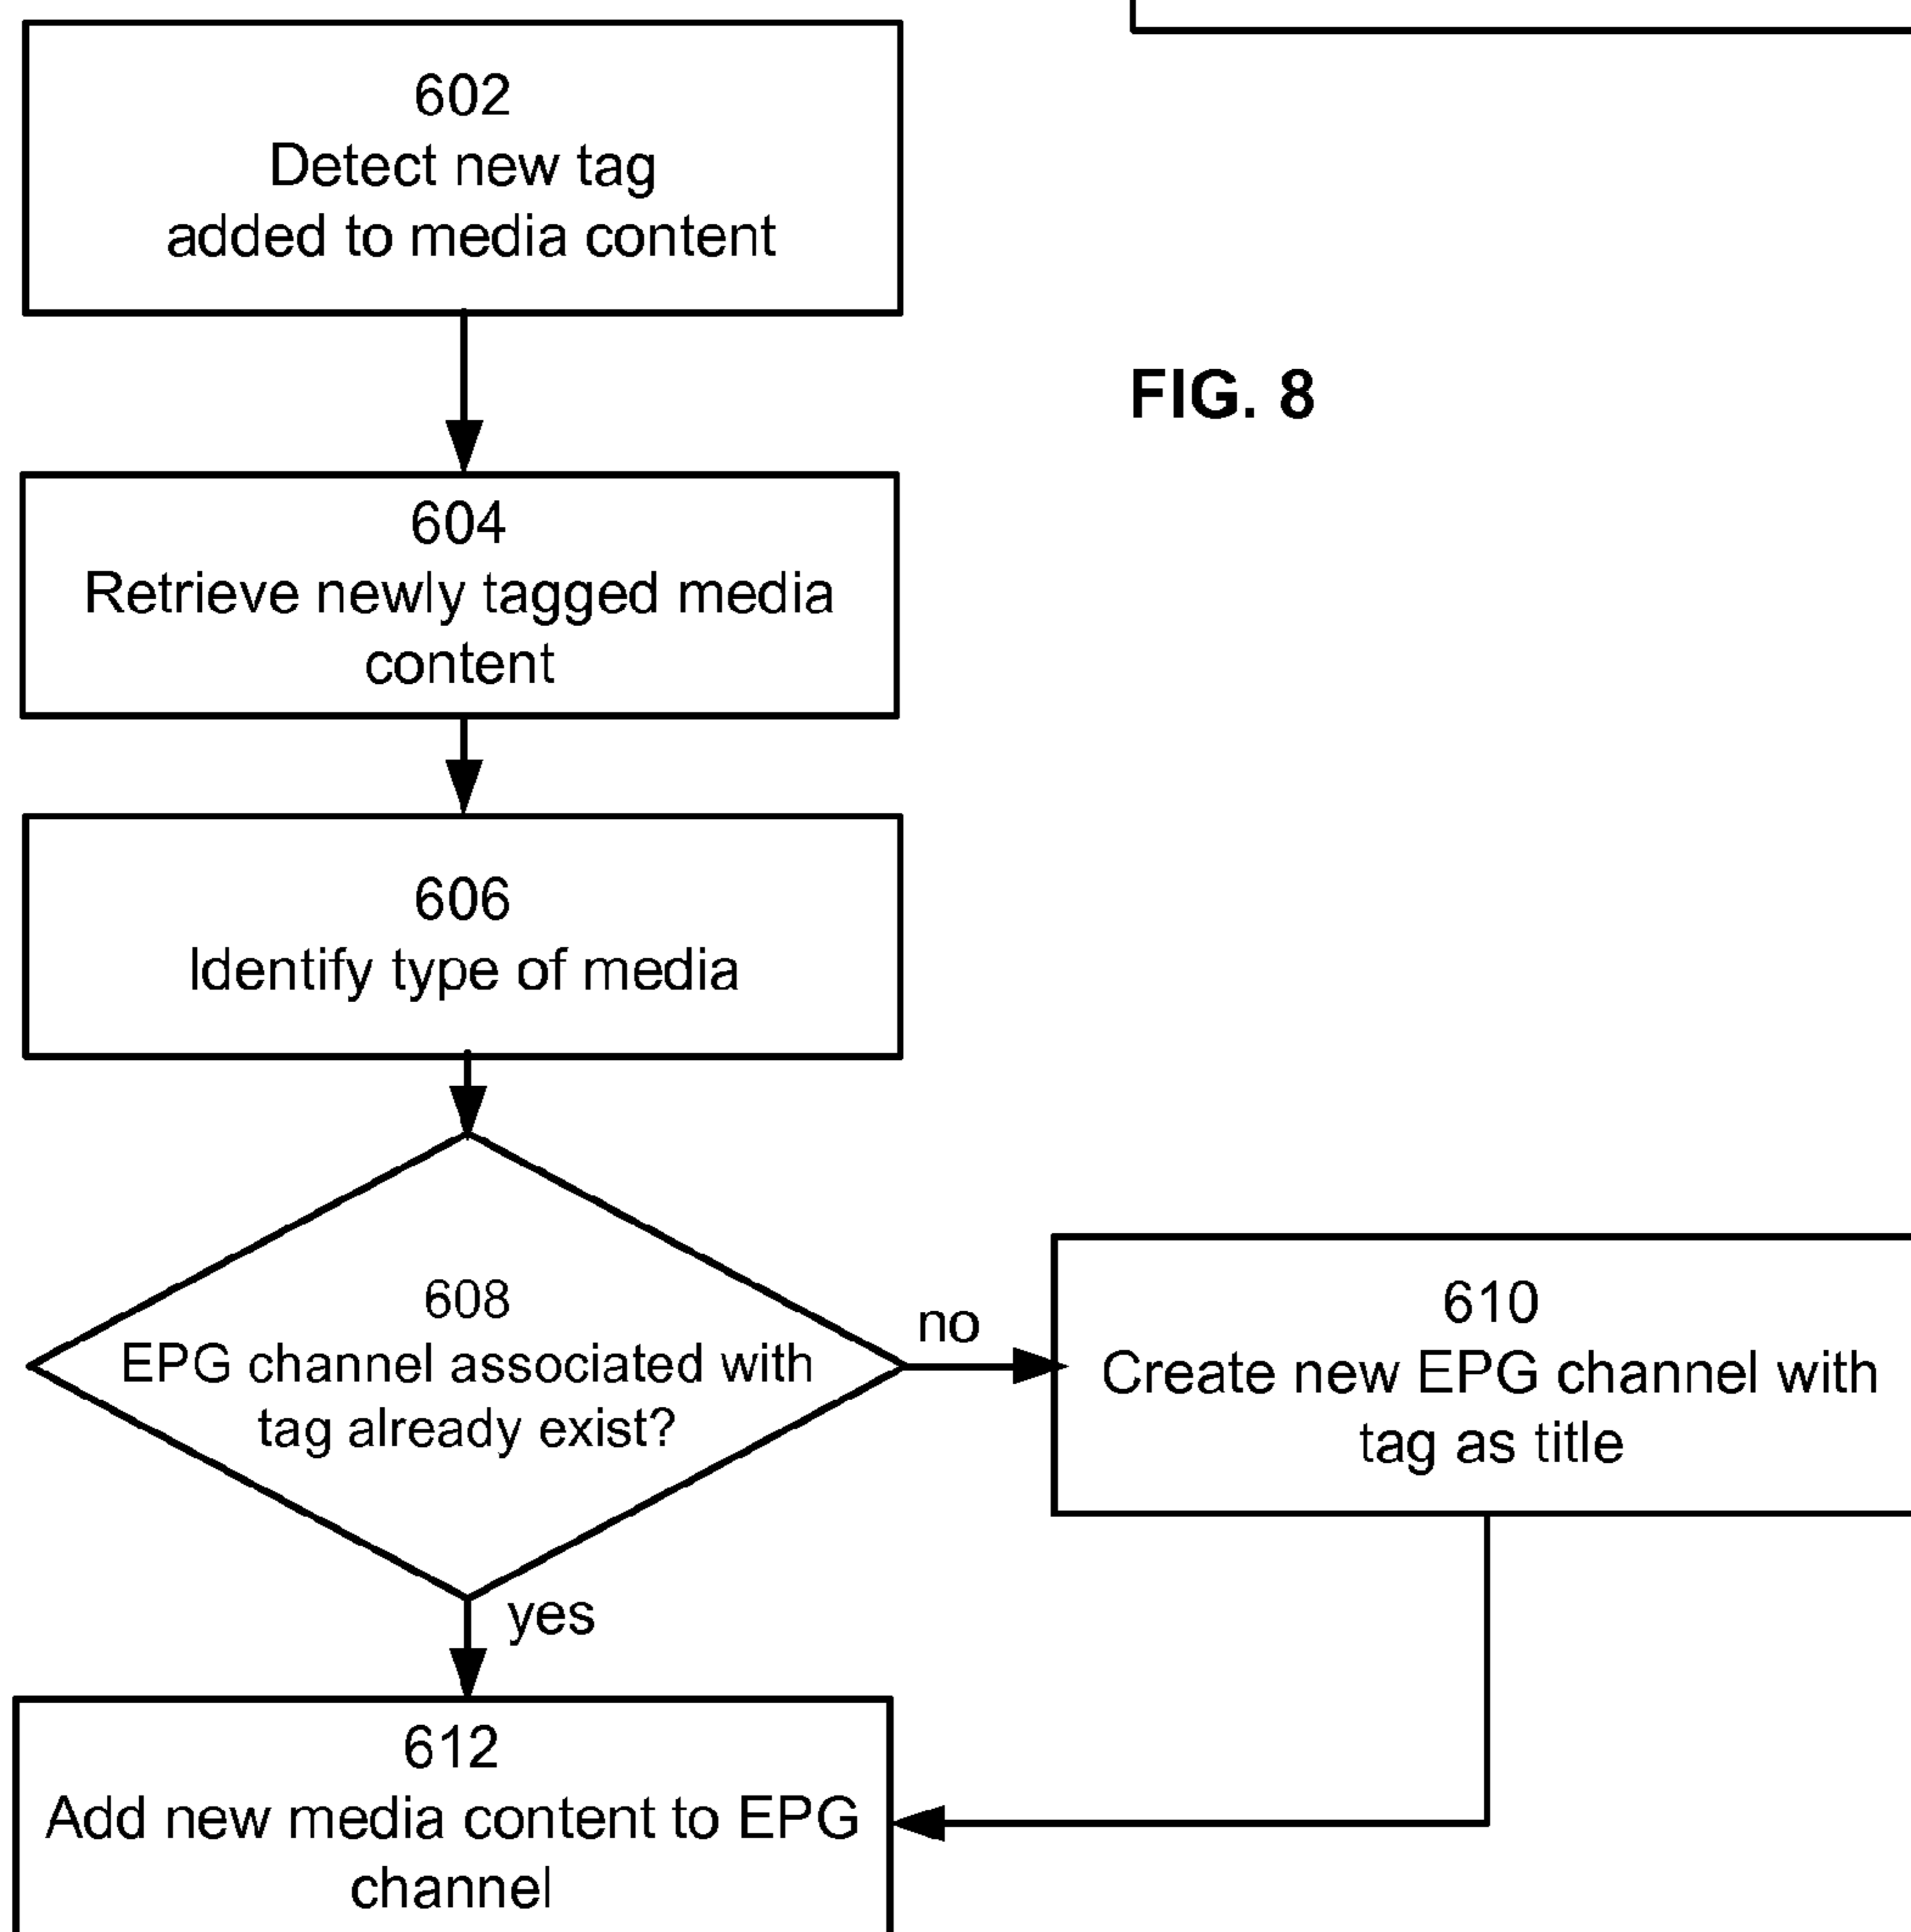 602
Detect new tag
added to media content
FIG. 8
604
Retrieve newly tagged media
content
606
Identify type of media
608
EPG channel associated with
tag already exist?
no
610
Create new EPG channel with
tag as title
yes
612
Add new media content to EPG
channel